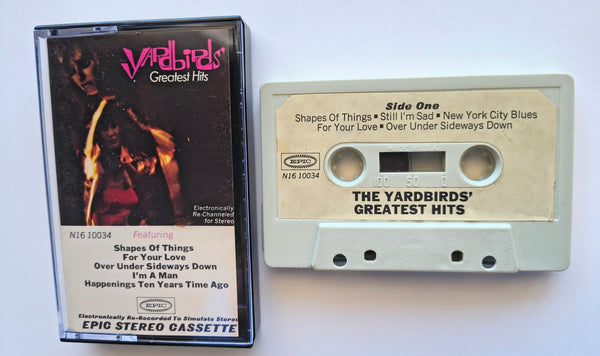 Yardbirds'
Greatest Hits
Electronically
Re-Channeled
for Stereo
N16 10034
Featuring
Shapes Of Things
For Your Love
Over Under Sideways Down
I'm A Man
Happenings Ten Years Time Ago
EPIC
Electronically Re-Recorded To Simulate Stereo
EPIC STEREO CASSETTE
Side One
Shapes Of Things ▪ Still I'm Sad ▪ New York City Blues
For Your Love ▪ Over Under Sideways Down
EPIC
N16 10034
100 50 0
THE YARDBIRDS'
GREATEST HITS